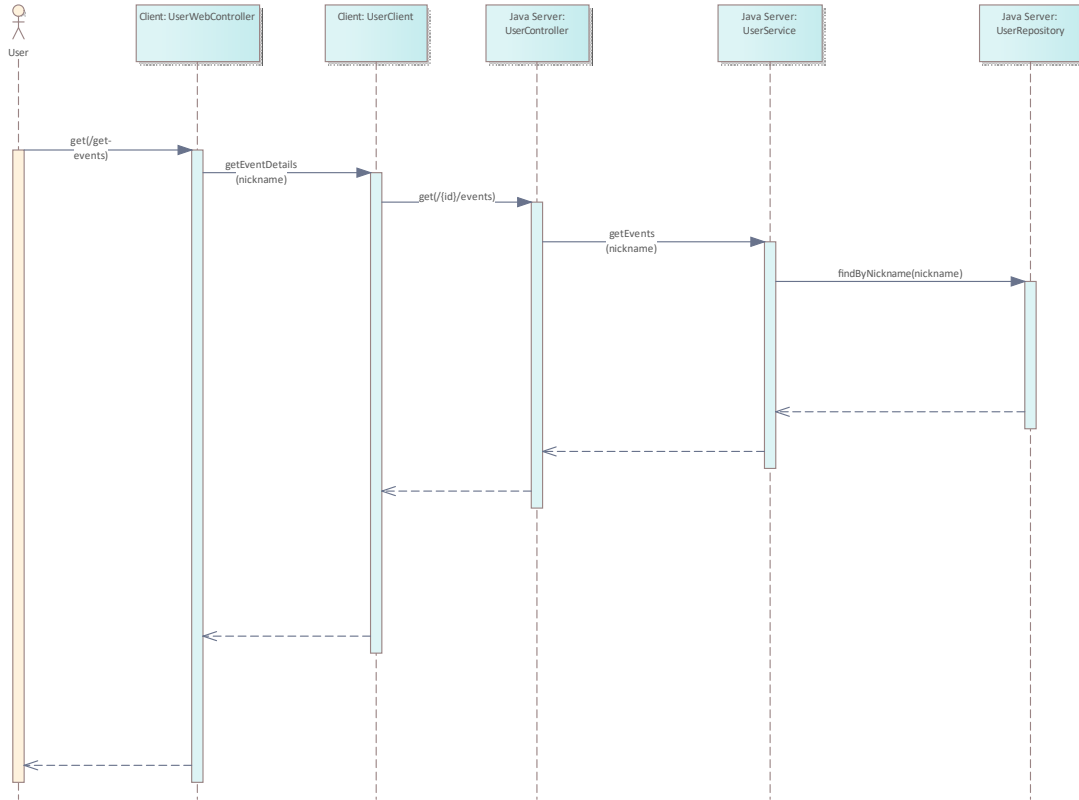 User
Client: UserWebController
Client: UserClient
Java Server:
UserController
Java Server:
UserService
Java Server:
UserRepository
get(/get-
events)
getEventDetails
(nickname)
get(/{id}/events)
getEvents
(nickname)
findByNickname(nickname)